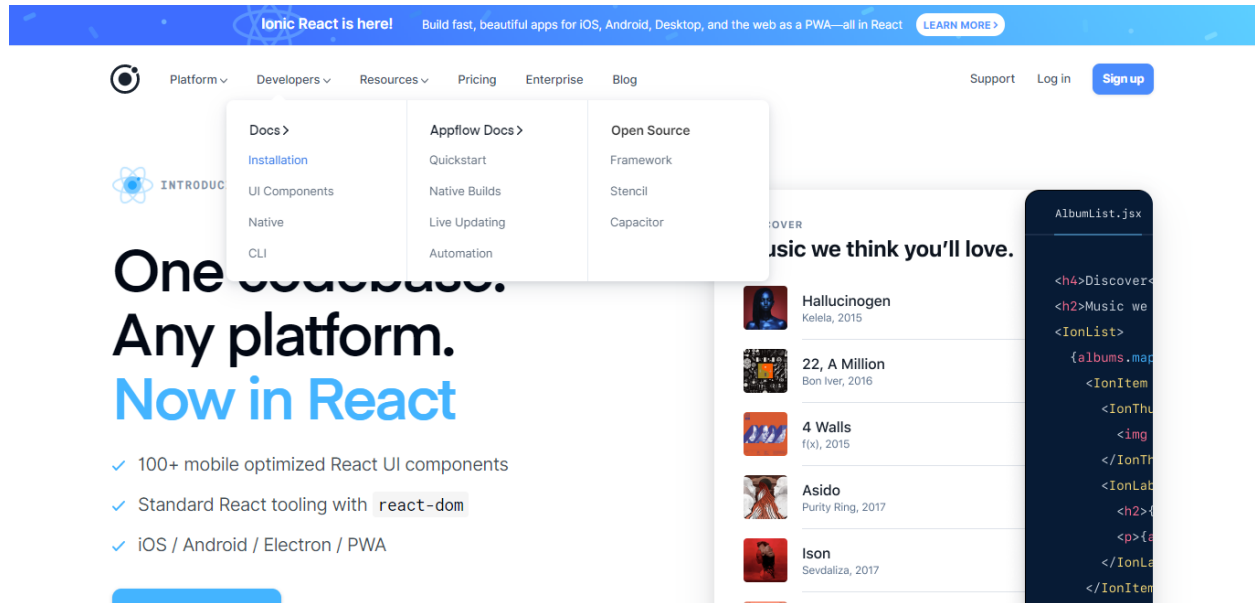 Ionic React is here! Build fast, beautiful apps for iOS, Android, Desktop, and the web as a PWA—all in React LEARN MORE >
Platform Developers Resources Pricing Enterprise Blog Support Log in Sign up
Docs >
Installation
UI Components
Native
CLI
Appflow Docs >
Quickstart
Native Builds
Live Updating
Automation
Open Source
Framework
Stencil
Capacitor
One codebase.
Any platform.
Now in React
100+ mobile optimized React UI components
Standard React tooling with react-dom
iOS / Android / Electron / PWA
we think you’ll love.
Hallucinogen
Kelela, 2015
22, A Million
Bon Iver, 2016
4 Walls
f(x), 2015
Asido
Purity Ring, 2017
Ison
Sevdaliza, 2017
AlbumList.jsx
<h4>Discover<
<h2>Music we
<IonList>
{albums.map
<IonItem
<IonThu
<img
</IonTh
<IonLab
<h2>{
<p>{a
</IonLa
</IonItem